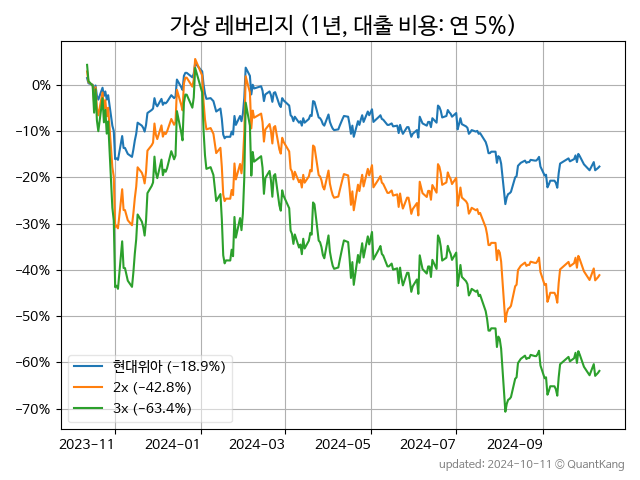 가상 레버리지 (1년, 대출 비용: 연 5%)
0%
−10%
−20%
−30%
−40%
−50%
−60%
−70%
현대위아 (−18.9%)
2x (−42.8%)
3x (−63.4%)
2023-11 2024-01 2024-03 2024-05 2024-07 2024-09
updated: 2024-10-11 © QuantKang